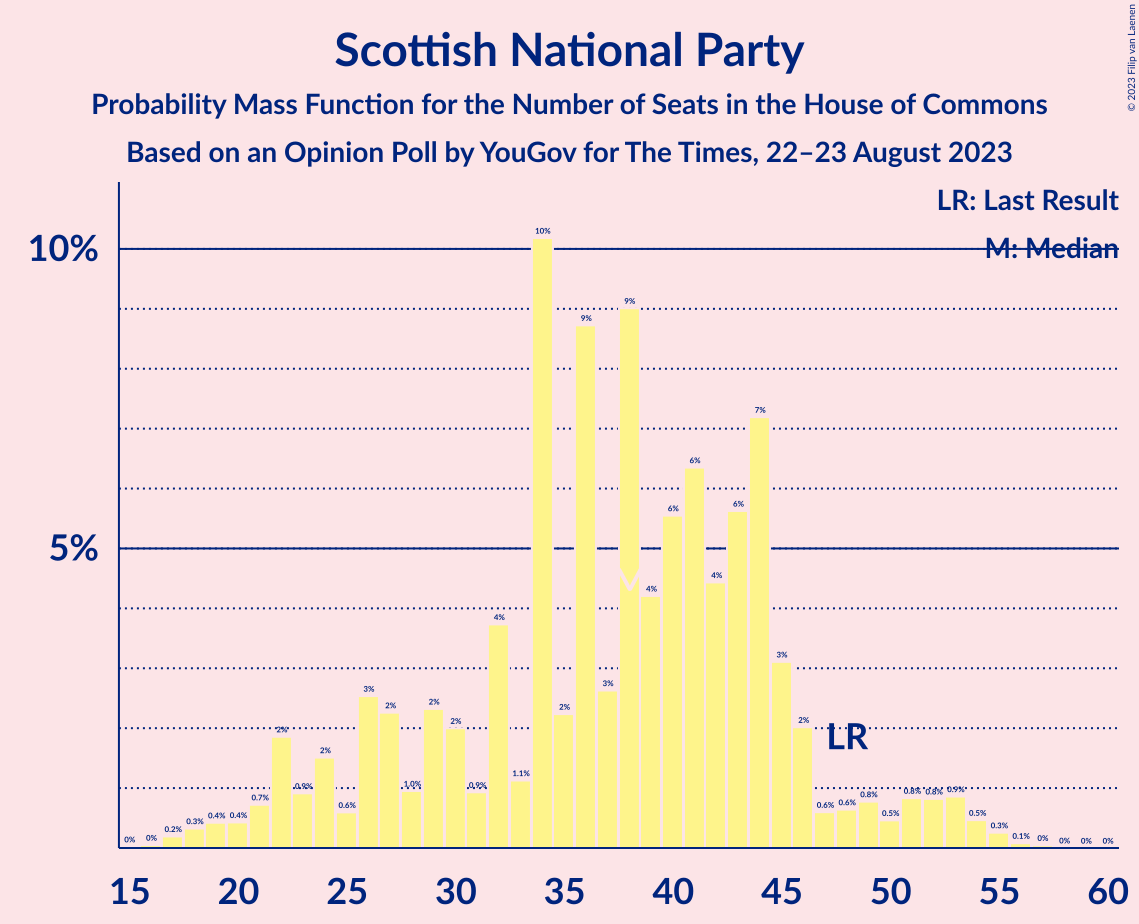 Scottish National Party
Probability Mass Function for the Number of Seats in the House of Commons
Based on an Opinion Poll by YouGov for The Times, 22–23 August 2023
© 2023 Filip van Laenen
LR: Last Result
M: Median
10%
5%
0% 0% 0.2% 0.3% 0.4% 0.4% 0.7% 2% 0.9% 2% 0.6% 3% 2% 1.0% 2% 2% 0.9% 4% 1.1% 10% 2% 9% 3% 9% 4% 6% 6% 4% 6% 7% 3% 2% 0.6% 0.6% 0.8% 0.5% 0.8% 0.8% 0.9% 0.5% 0.3% 0.1% 0% 0% 0% 0%
LR
15 20 25 30 35 40 45 50 55 60